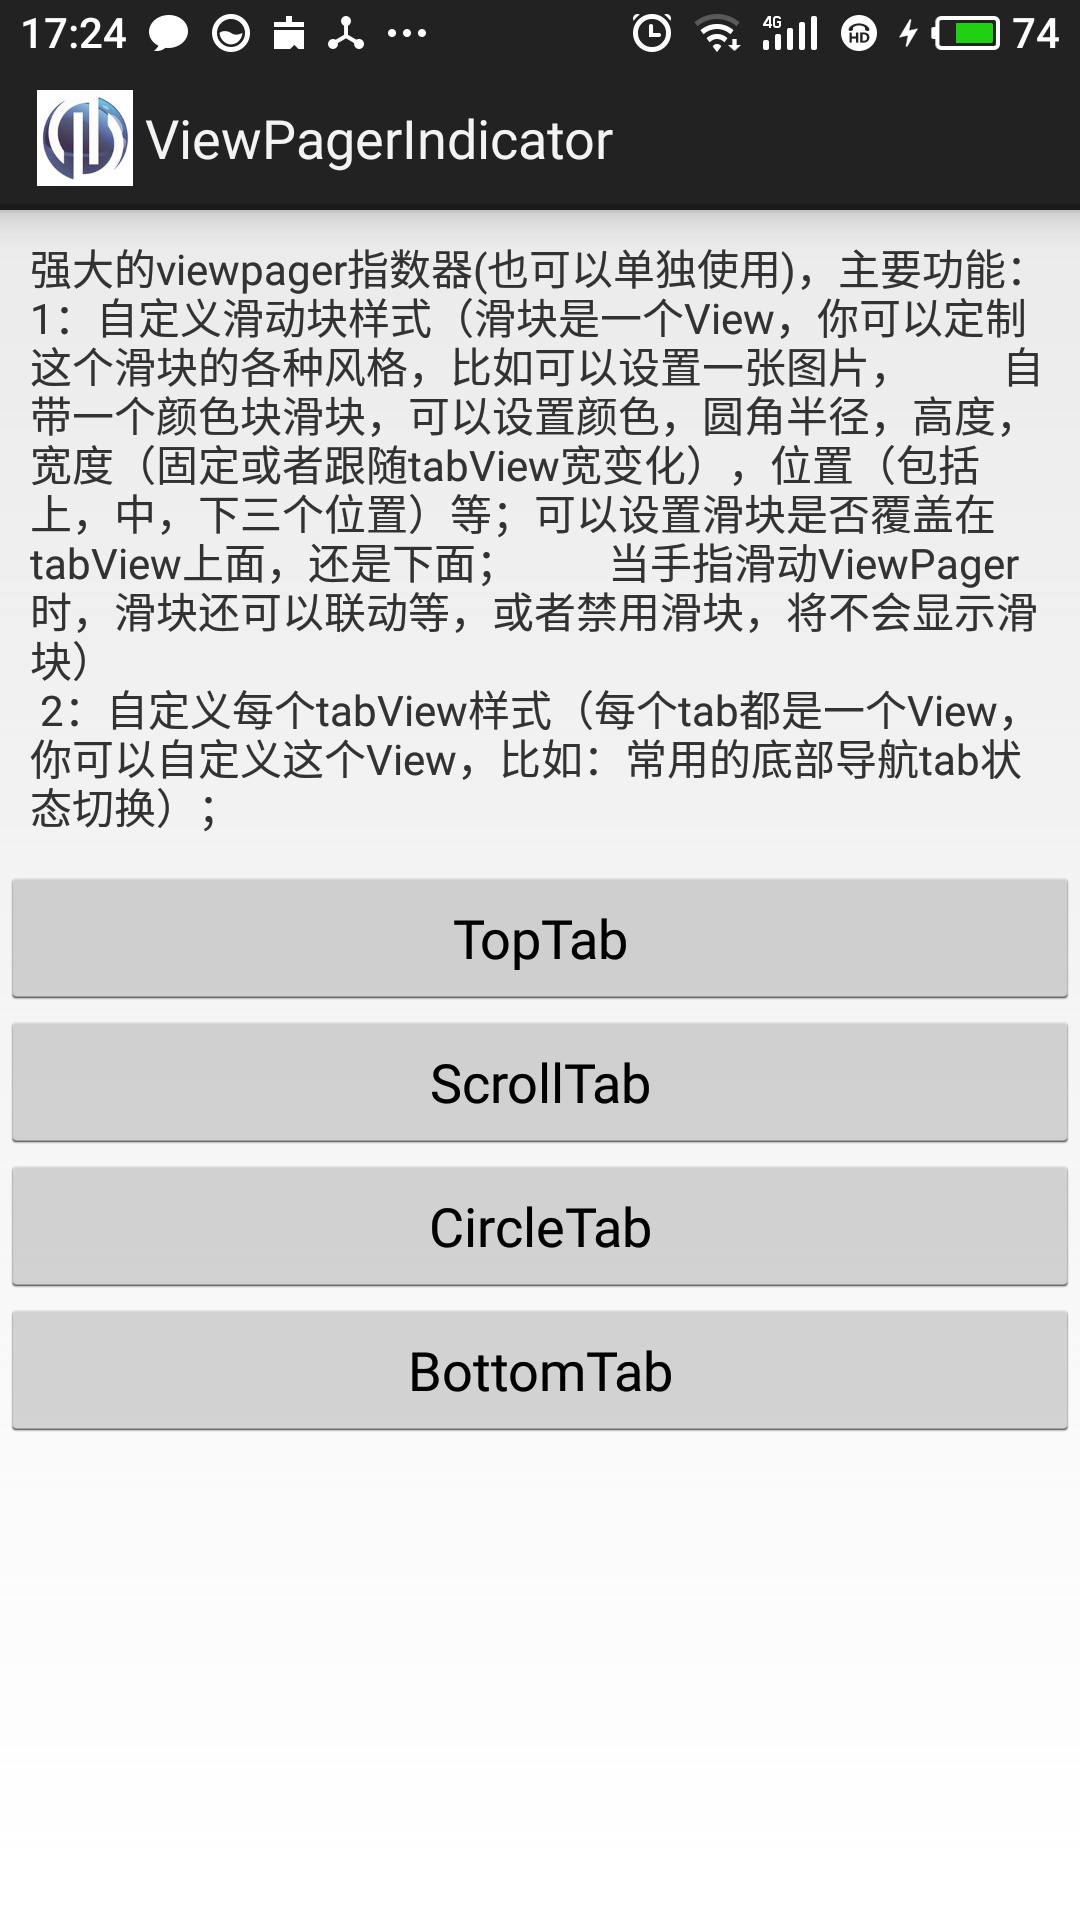 17:24
4G
HD
74
ViewPagerIndicator
强大的viewpager指数器(也可以单独使用)，主要功能：
1：自定义滑动块样式（滑块是一个View，你可以定制
这个滑块的各种风格，比如可以设置一张图片，　　　自
带一个颜色块滑块，可以设置颜色，圆角半径，高度，
宽度（固定或者跟随tabView宽变化），位置（包括
上，中，下三个位置）等；可以设置滑块是否覆盖在
tabView上面，还是下面；　　　当手指滑动ViewPager
时，滑块还可以联动等，或者禁用滑块，将不会显示滑
块）
2：自定义每个tabView样式（每个tab都是一个View，
你可以自定义这个View，比如：常用的底部导航tab状
态切换）；
TopTab
ScrollTab
CircleTab
BottomTab